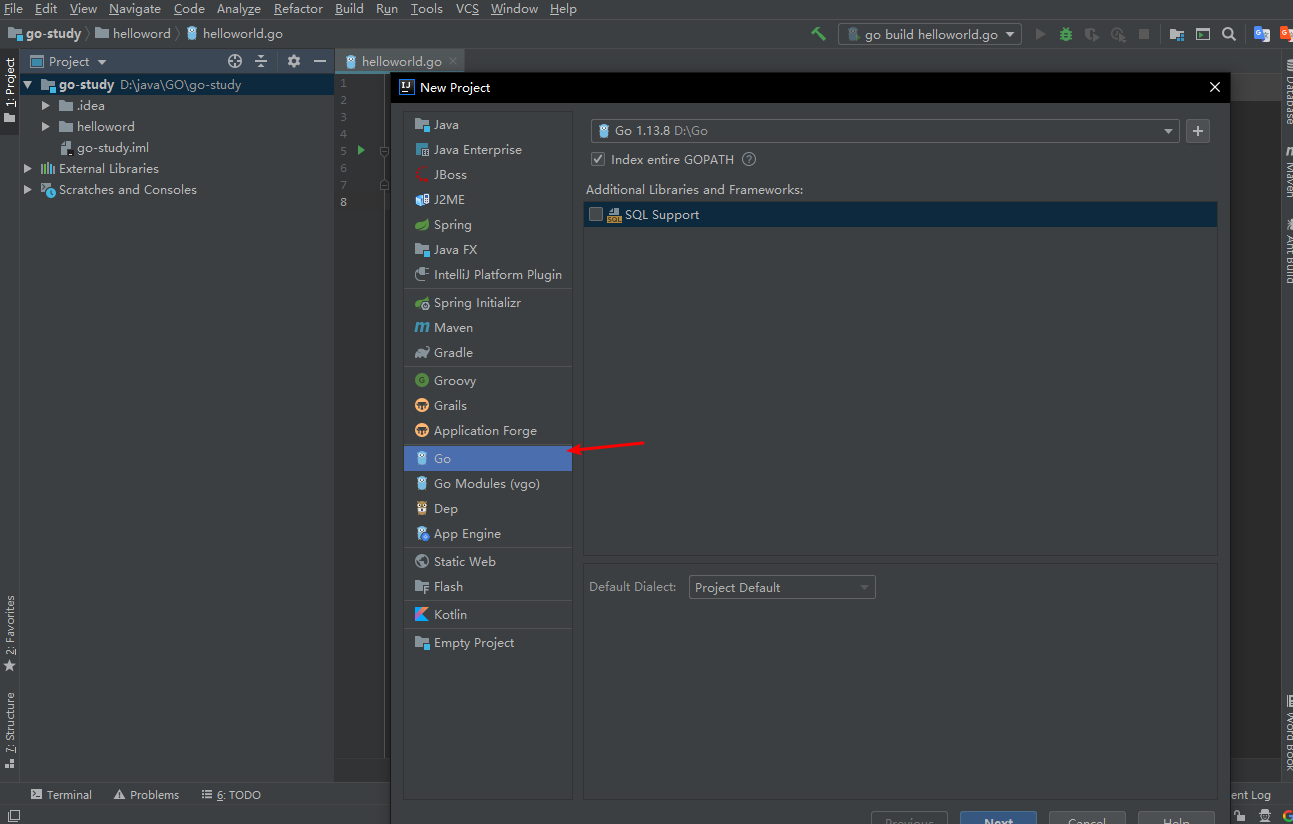 File Edit View Navigate Code Analyze Refactor Build Run Tools VCS Window Help
go-study helloword helloworld.go
go build helloworld.go
1: Project
Project
helloworld.go
go-study D:\java\GO\go-study
.idea
helloword
go-study.iml
External Libraries
Scratches and Consoles
1
2
3
4
5
6
7
8
New Project
Java
Java Enterprise
JBoss
J2ME
Spring
Java FX
IntelliJ Platform Plugin
Spring Initializr
Maven
Gradle
Groovy
Grails
Application Forge
Go
Go Modules (vgo)
Dep
App Engine
Static Web
Flash
Kotlin
Empty Project
Go 1.13.8 D:\Go
Index entire GOPATH
Additional Libraries and Frameworks:
SQL Support
Default Dialect: Project Default
Previous Next Cancel Help
Database
Maven
Ant Build
Word Book
2: Favorites
7: Structure
Terminal Problems 6: TODO
ent Log